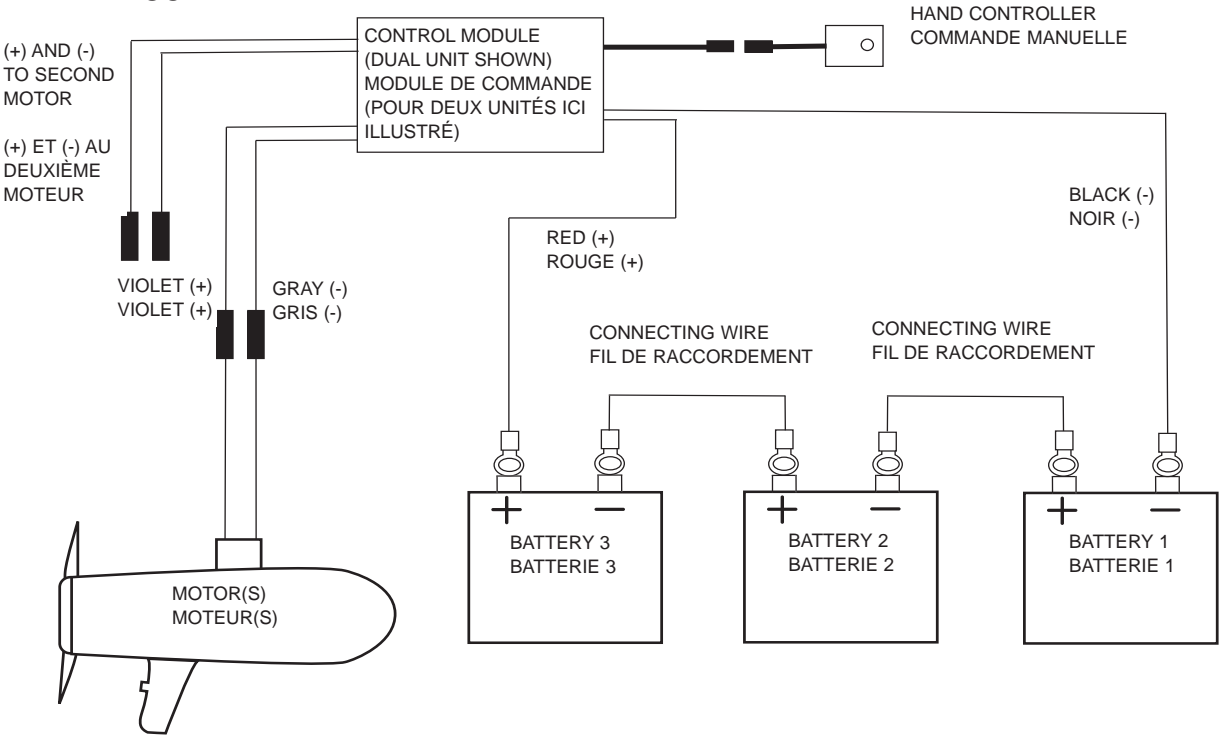 HAND CONTROLLER
COMMANDE MANUELLE
CONTROL MODULE
(DUAL UNIT SHOWN)
MODULE DE COMMANDE
(POUR DEUX UNITÉS ICI
ILLUSTRÉ)
(+) AND (-)
TO SECOND
MOTOR
(+) ET (-) AU
DEUXIÈME
MOTEUR
BLACK (-)
NOIR (-)
RED (+)
ROUGE (+)
VIOLET (+)
VIOLET (+)
GRAY (-)
GRIS (-)
CONNECTING WIRE
FIL DE RACCORDEMENT
CONNECTING WIRE
FIL DE RACCORDEMENT
+ −
BATTERY 3
BATTERIE 3
+ −
BATTERY 2
BATTERIE 2
+ −
BATTERY 1
BATTERIE 1
MOTOR(S)
MOTEUR(S)